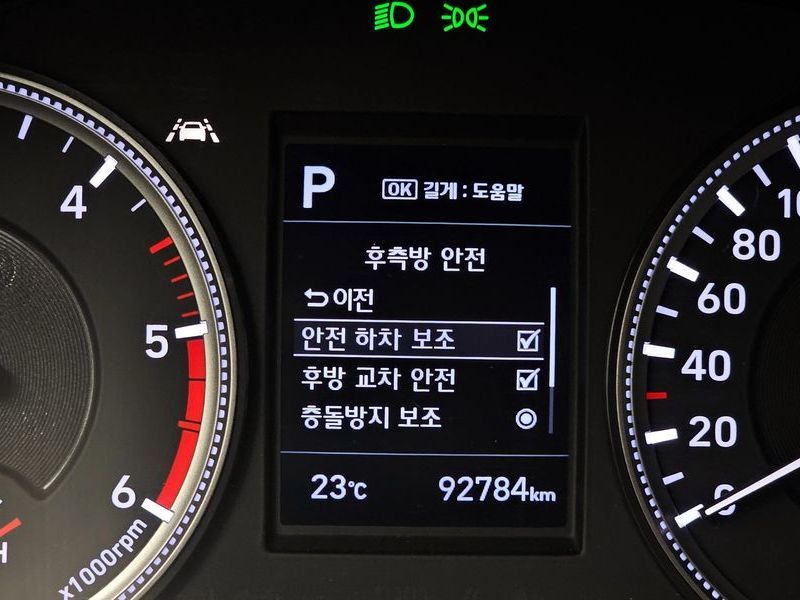 P
OK 길게 : 도움말
후측방 안전
이전
안전 하차 보조
후방 교차 안전
충돌방지 보조
23℃ 92784km
4
5
6
x1000rpm
H
80
60
40
20
0